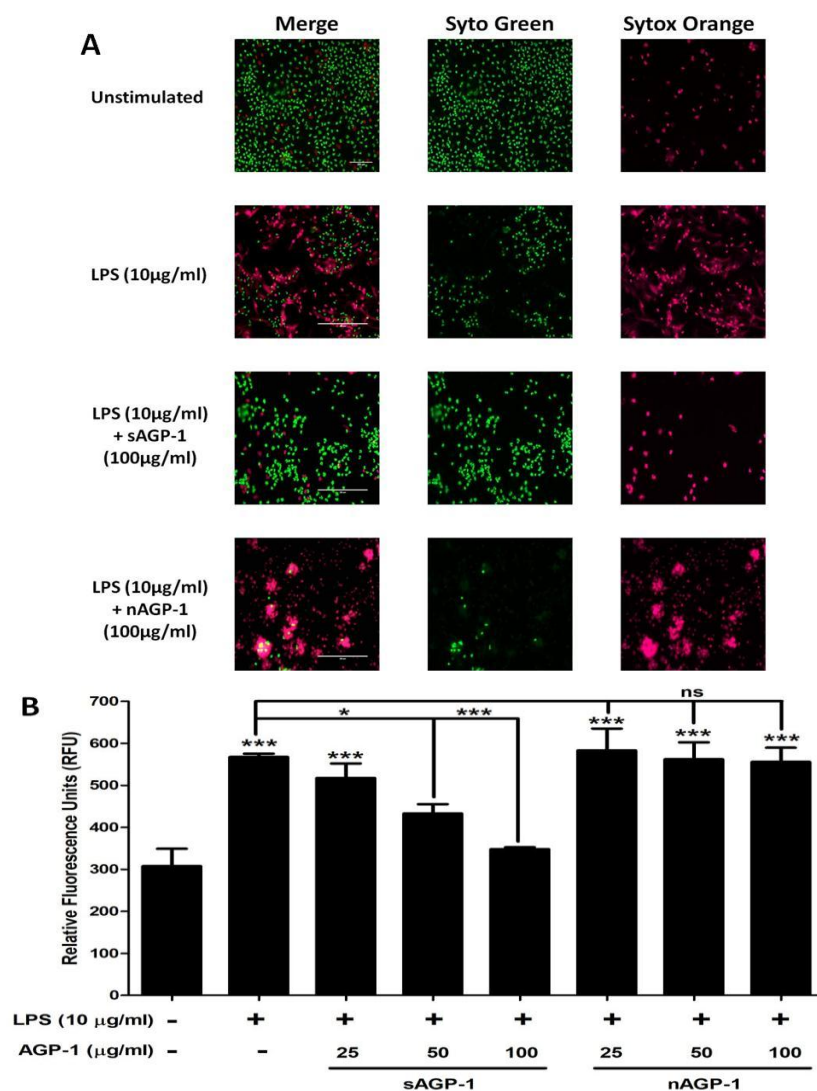 A
Merge Syto Green Sytox Orange
Unstimulated
LPS (10µg/ml)
LPS (10µg/ml)
+ sAGP-1
(100µg/ml)
LPS (10µg/ml)
+ nAGP-1
(100µg/ml)
B
Relative Fluorescence Units (RFU)
700
600
500
400
300
200
100
0
ns
* ***
*** *** *** *** ***
LPS (10 µg/ml) - + + + + + + +
AGP-1 (µg/ml) - - 25 50 100 25 50 100
sAGP-1 nAGP-1